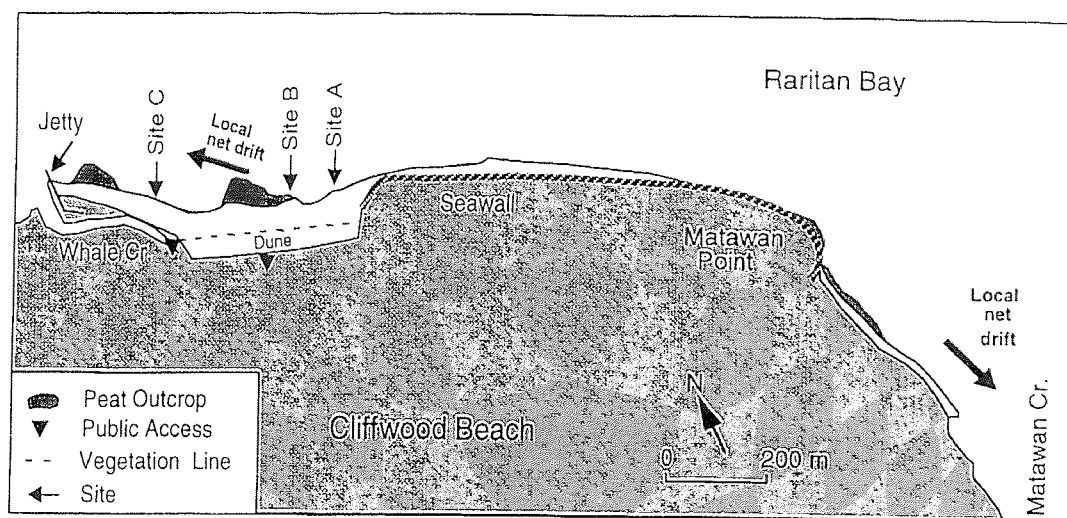 Raritan Bay
Jetty
Site C
Local
net drift
Site B
Site A
Seawall
Whale Cr.
Dune
Matawan
Point
Local
net
drift
Peat Outcrop
Public Access
Vegetation Line
Site
Cliffwood Beach
N
0 200 m
Matawan Cr.